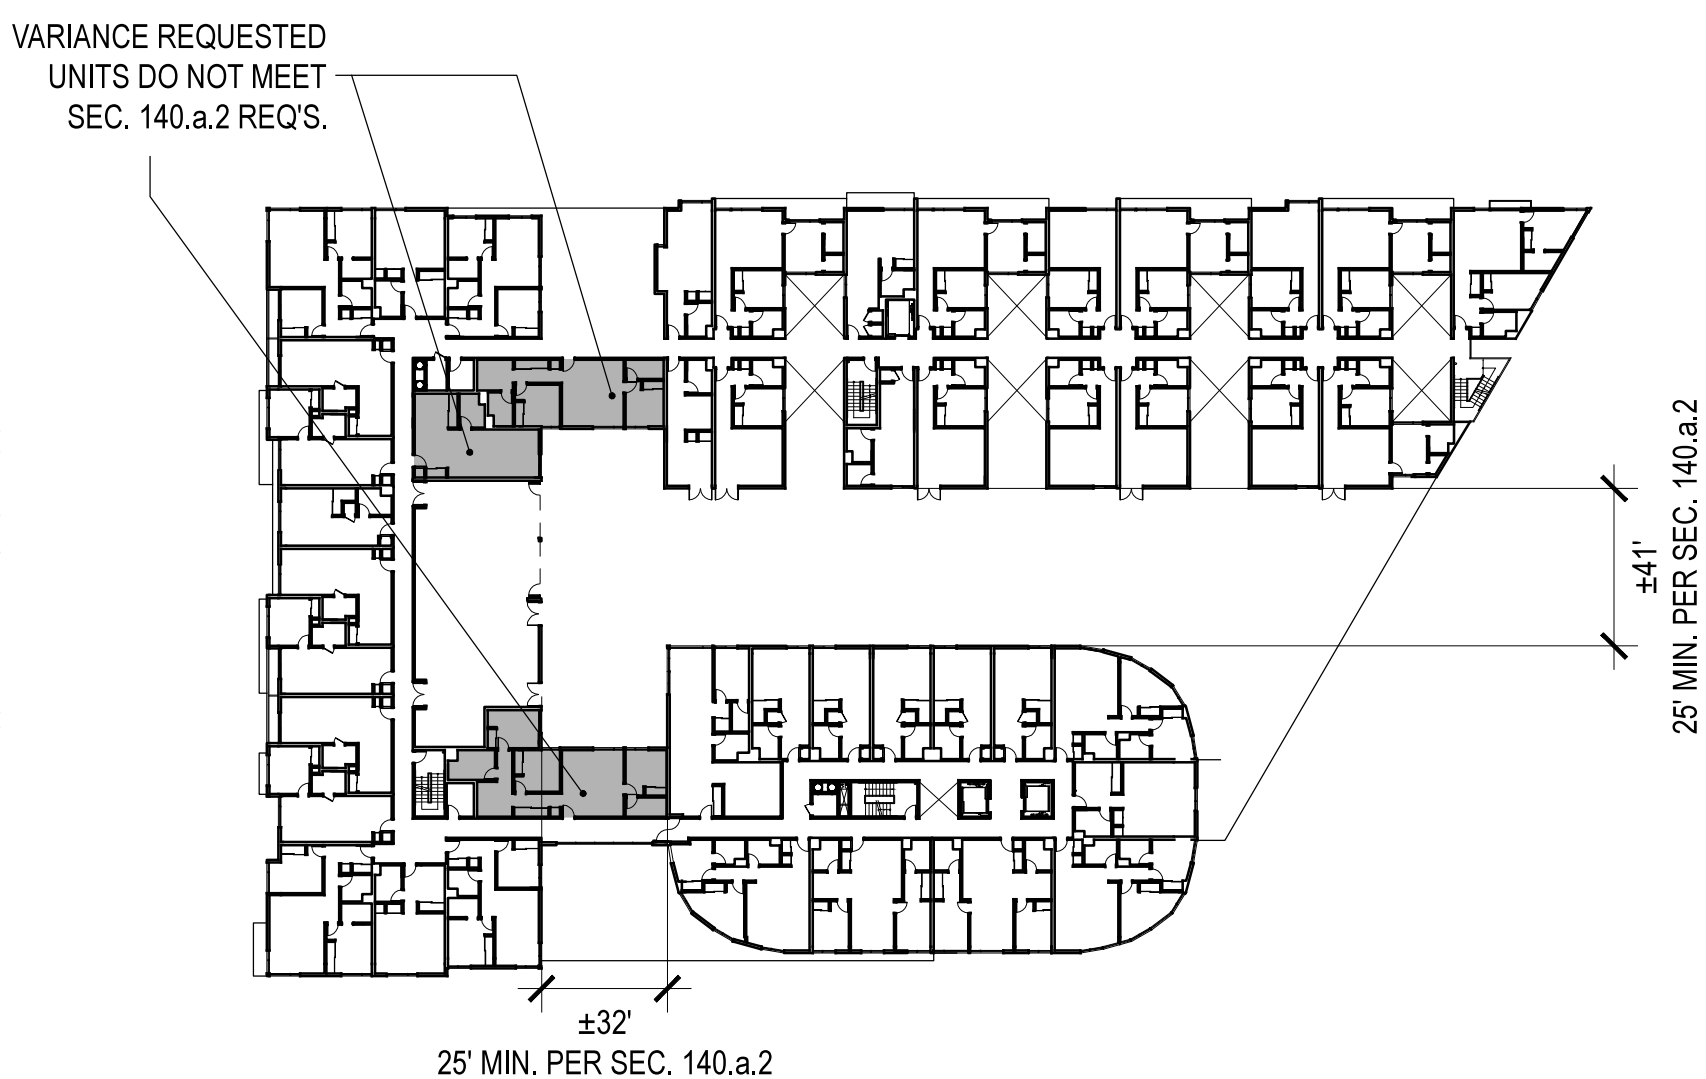 VARIANCE REQUESTED
UNITS DO NOT MEET
SEC. 140.a.2 REQ'S.
±41'
25' MIN. PER SEC. 140.a.2
±32'
25' MIN. PER SEC. 140.a.2